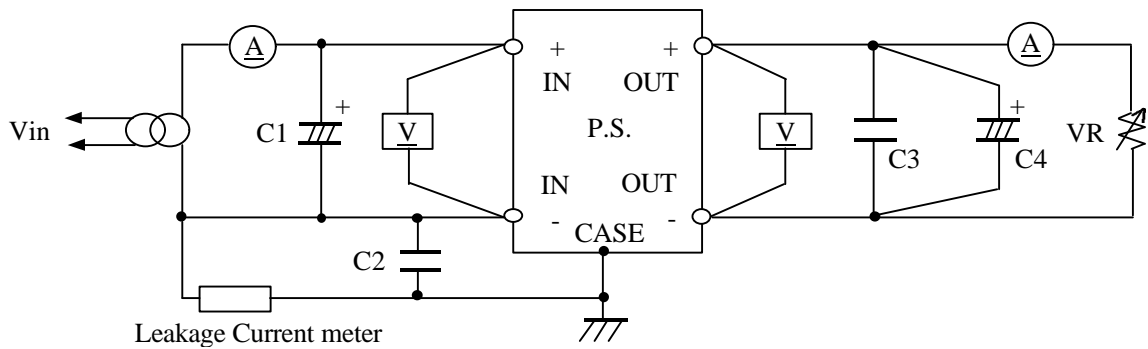 A
A
+
+
IN
OUT
Vin
C1
+
V
P.S.
V
C3
+
C4
VR
IN
OUT
-
-
CASE
C2
Leakage Current meter